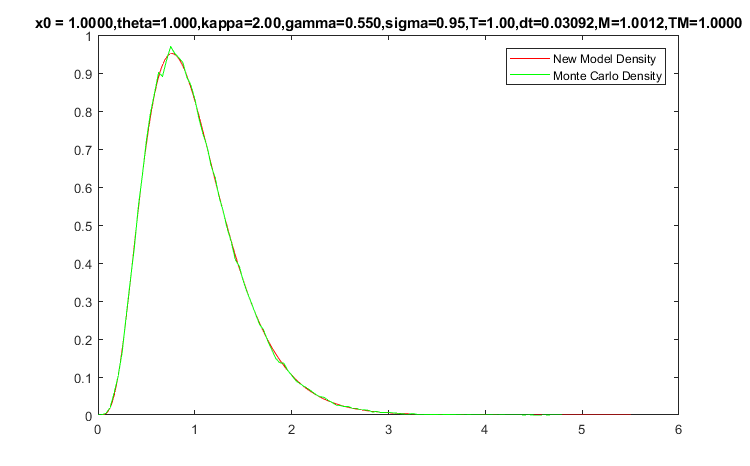 x0 = 1.0000,theta=1.000,kappa=2.00,gamma=0.550,sigma=0.95,T=1.00,dt=0.03092,M=1.0012,TM=1.0000
New Model Density
Monte Carlo Density
1
0.9
0.8
0.7
0.6
0.5
0.4
0.3
0.2
0.1
0
0 1 2 3 4 5 6